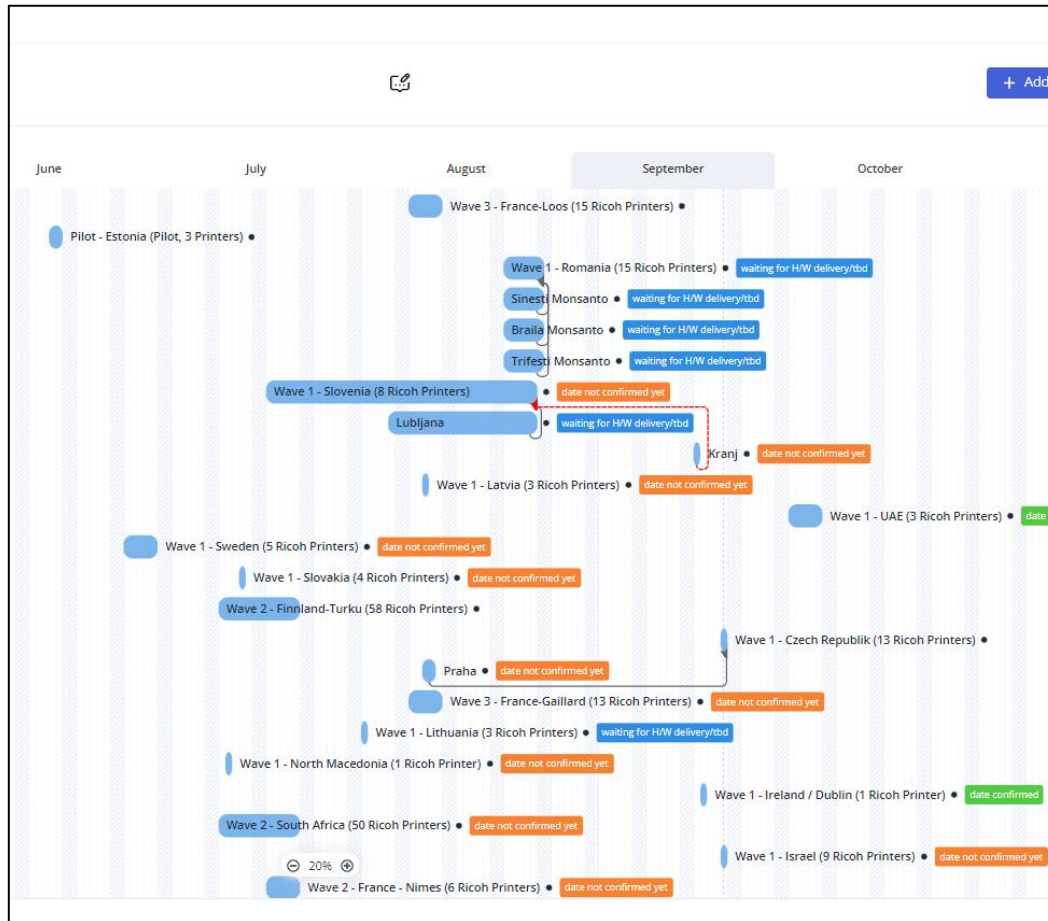 + Add
June July August September October
Wave 3 - France-Loos (15 Ricoh Printers)
Pilot - Estonia (Pilot, 3 Printers)
Wave 1 - Romania (15 Ricoh Printers) waiting for H/W delivery/tbd
Sinesti Monsanto waiting for H/W delivery/tbd
Braila Monsanto waiting for H/W delivery/tbd
Trifesti Monsanto waiting for H/W delivery/tbd
Wave 1 - Slovenia (8 Ricoh Printers) date not confirmed yet
Lubljana waiting for H/W delivery/tbd
Kranj date not confirmed yet
Wave 1 - Latvia (3 Ricoh Printers) date not confirmed yet
Wave 1 - UAE (3 Ricoh Printers) date
Wave 1 - Sweden (5 Ricoh Printers) date not confirmed yet
Wave 1 - Slovakia (4 Ricoh Printers) date not confirmed yet
Wave 2 - Finnland-Turku (58 Ricoh Printers)
Wave 1 - Czech Republik (13 Ricoh Printers)
Praha date not confirmed yet
Wave 3 - France-Gaillard (13 Ricoh Printers) date not confirmed yet
Wave 1 - Lithuania (3 Ricoh Printers) waiting for H/W delivery/tbd
Wave 1 - North Macedonia (1 Ricoh Printer) date not confirmed yet
Wave 1 - Ireland / Dublin (1 Ricoh Printer) date confirmed
Wave 2 - South Africa (50 Ricoh Printers) date not confirmed yet
Wave 1 - Israel (9 Ricoh Printers) date not confirmed yet
20%
Wave 2 - France - Nimes (6 Ricoh Printers) date not confirmed yet